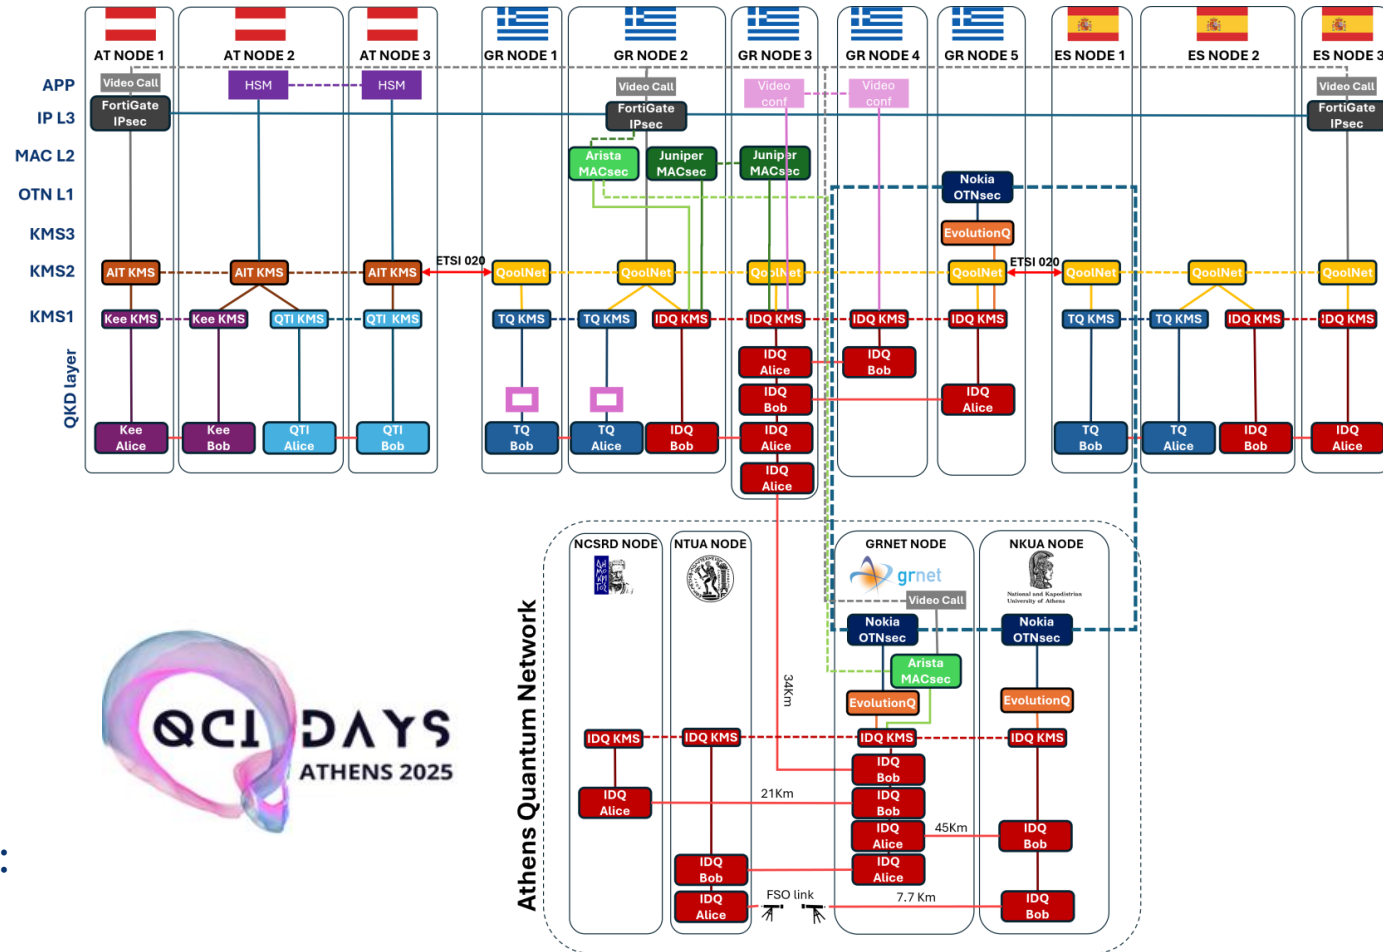 AT NODE 1
AT NODE 2
AT NODE 3
GR NODE 1
GR NODE 2
GR NODE 3
GR NODE 4
GR NODE 5
ES NODE 1
ES NODE 2
ES NODE 3
APP
Video Call
HSM
HSM
Video Call
Video
conf
Video
conf
Video Call
IP L3
FortiGate
IPsec
FortiGate
IPsec
FortiGate
IPsec
MAC L2
Arista
MACsec
Juniper
MACsec
Juniper
MACsec
OTN L1
Nokia
OTNsec
KMS3
EvolutionQ
KMS2
AIT KMS
AIT KMS
AIT KMS
ETSI 020
QoolNet
QoolNet
QoolNet
QoolNet
ETSI 020
QoolNet
QoolNet
QoolNet
KMS1
Kee KMS
Kee KMS
QTI KMS
QTI KMS
TQ KMS
TQ KMS
IDQ KMS
IDQ KMS
IDQ KMS
IDQ KMS
TQ KMS
TQ KMS
IDQ KMS
IDQ KMS
QKD layer
IDQ
Alice
IDQ
Bob
IDQ
Bob
IDQ
Alice
Kee
Alice
Kee
Bob
QTI
Alice
QTI
Bob
TQ
Bob
TQ
Alice
IDQ
Bob
IDQ
Alice
TQ
Bob
TQ
Alice
IDQ
Bob
IDQ
Alice
IDQ
Alice
Athens Quantum Network
NCSRD NODE
NTUA NODE
GRNET NODE
NKUA NODE
grnet
National and Kapodistrian
University of Athens
Video Call
Nokia
OTNsec
Nokia
OTNsec
Arista
MACsec
34Km
EvolutionQ
EvolutionQ
IDQ KMS
IDQ KMS
IDQ KMS
IDQ KMS
IDQ
Bob
IDQ
Alice
21Km
IDQ
Bob
IDQ
Alice
45Km
IDQ
Bob
IDQ
Bob
IDQ
Alice
IDQ
Alice
FSO link
7.7 Km
IDQ
Bob
QCI DAYS
ATHENS 2025
: